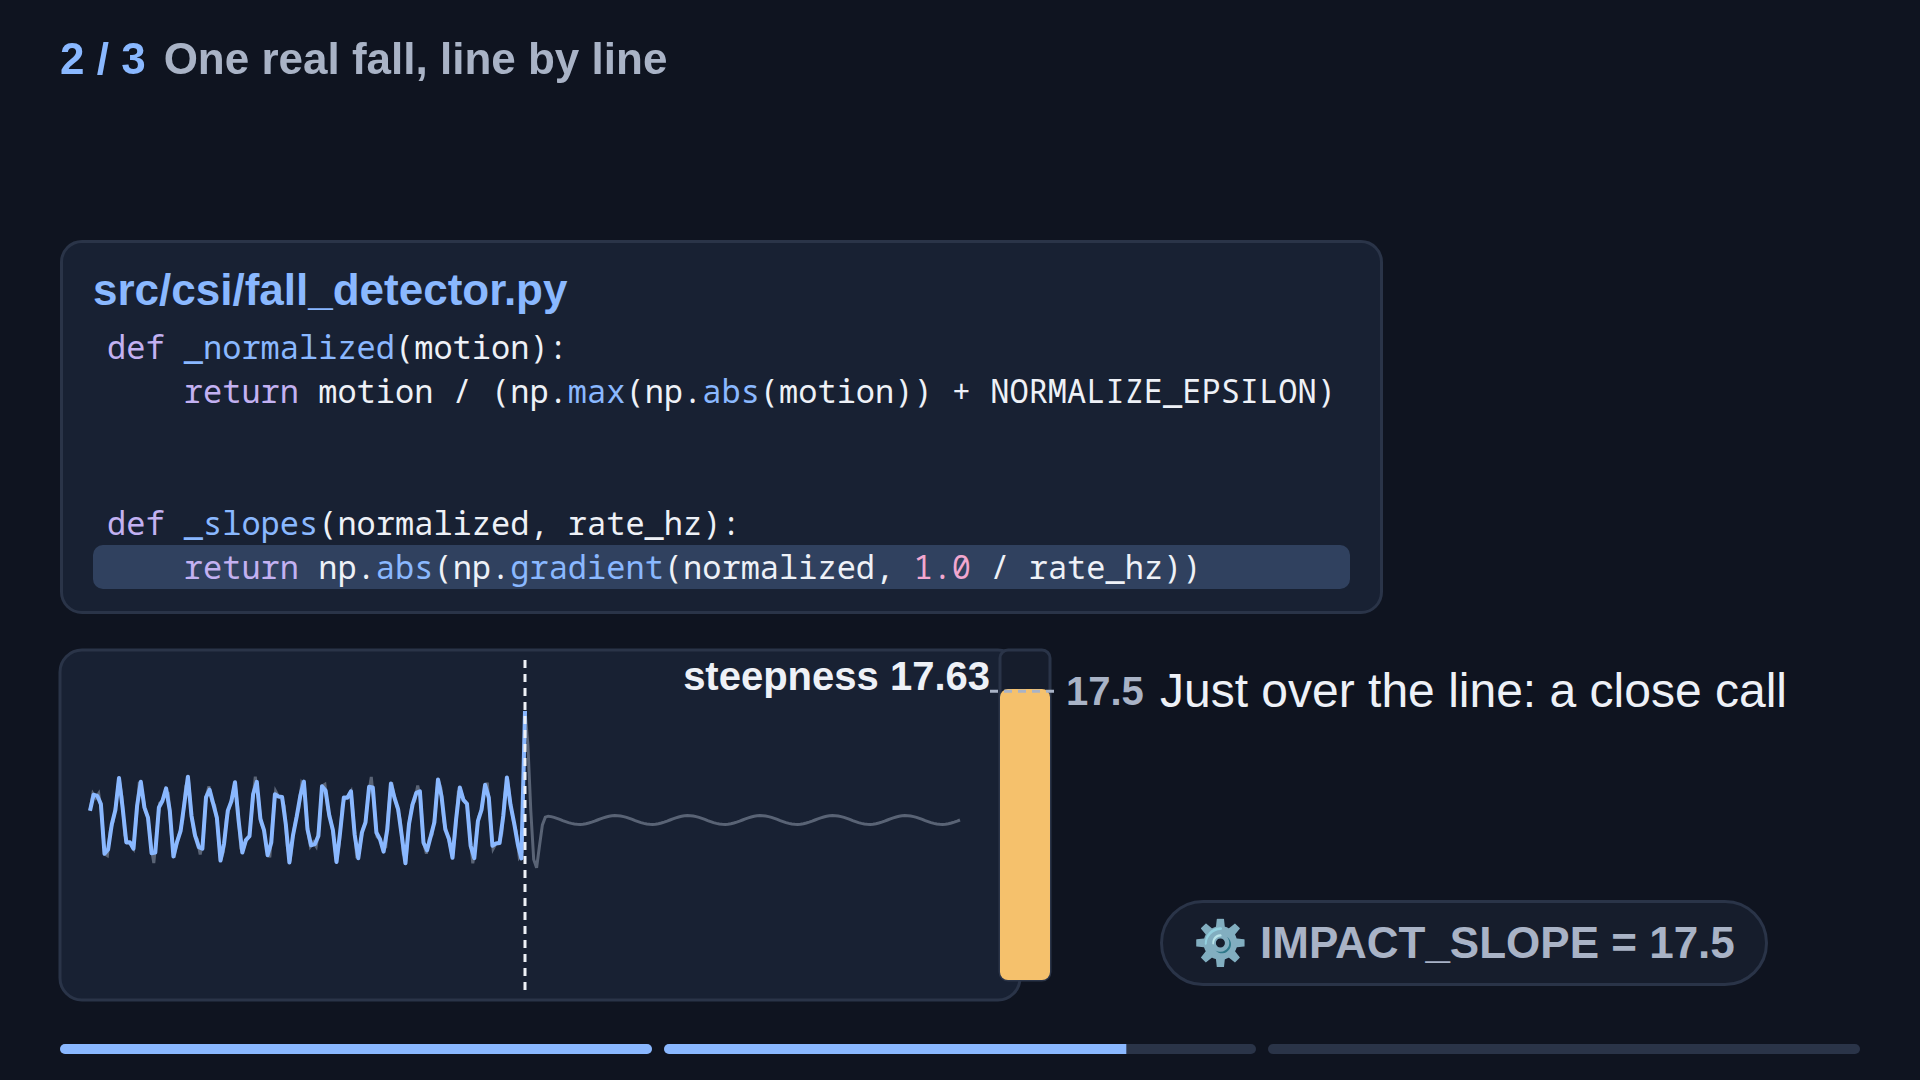 2 / 3 One real fall, line by line
src/csi/fall_detector.py
def _normalized(motion):
    return motion / (np.max(np.abs(motion)) + NORMALIZE_EPSILON)
def _slopes(normalized, rate_hz):
    return np.abs(np.gradient(normalized, 1.0 / rate_hz))
steepness 17.63
17.5
Just over the line: a close call
⚙️ IMPACT_SLOPE = 17.5